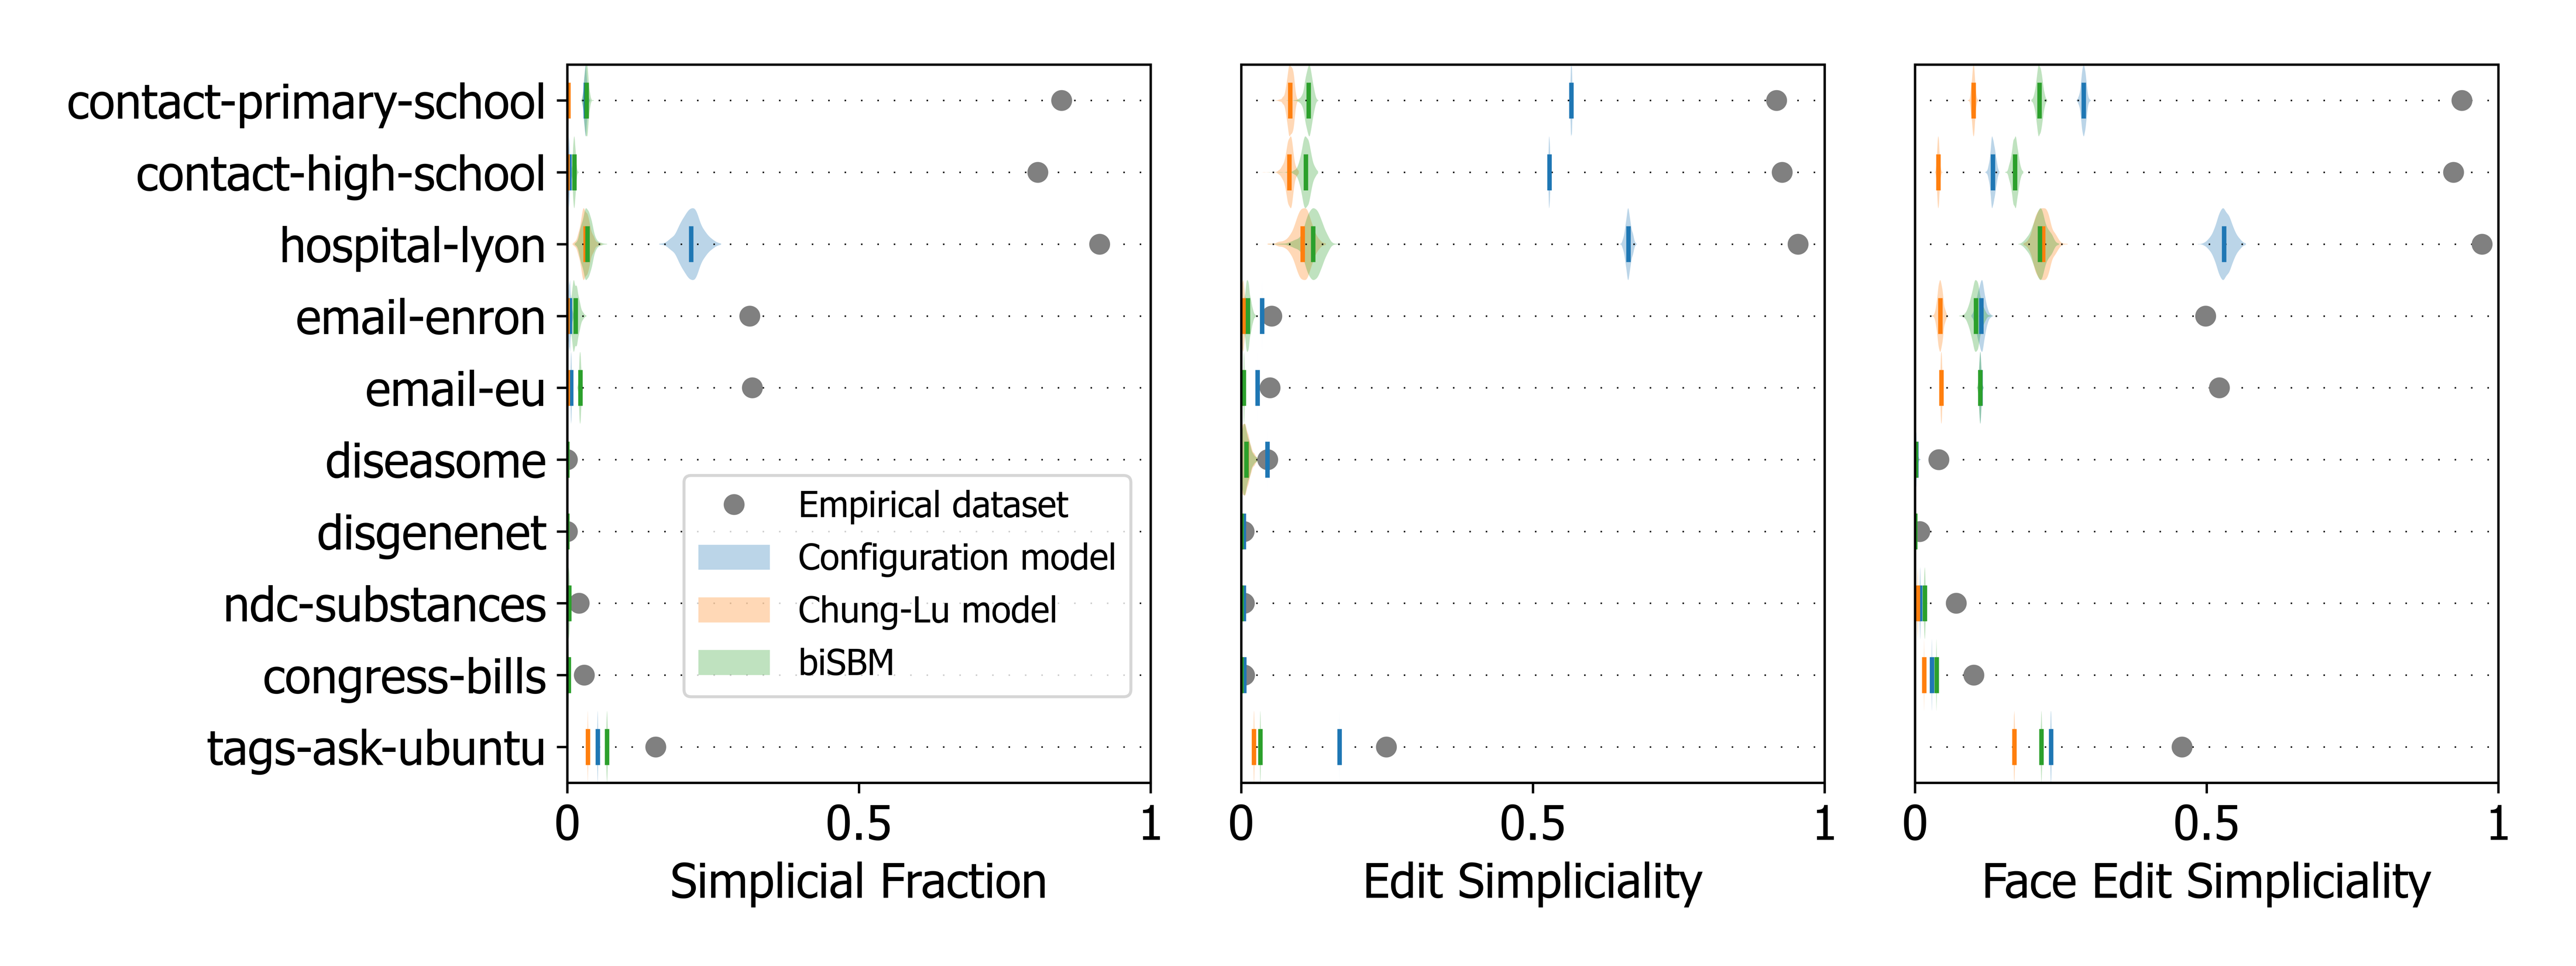 contact-primary-school
contact-high-school
hospital-lyon
email-enron
email-eu
diseasome
disgenenet
ndc-substances
congress-bills
tags-ask-ubuntu
Empirical dataset
Configuration model
Chung-Lu model
biSBM
0 0.5 1
Simplicial Fraction
0 0.5 1
Edit Simpliciality
0 0.5 1
Face Edit Simpliciality